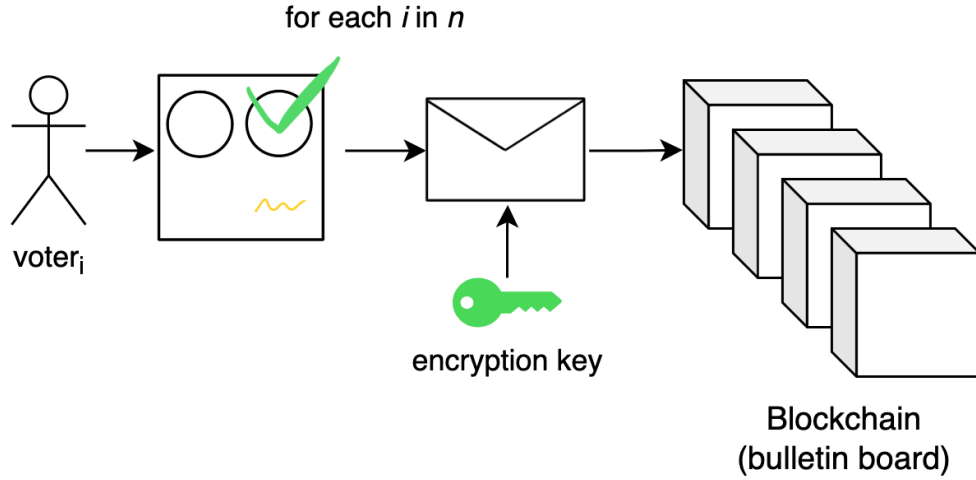 for each i in n
voterᵢ
encryption key
Blockchain
(bulletin board)